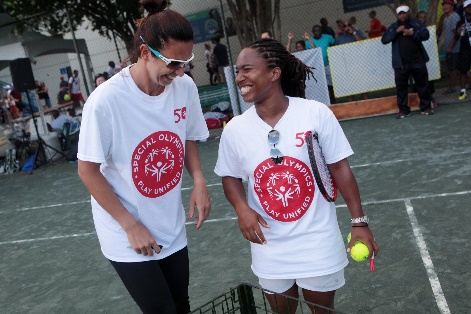 50
SPECIAL OLYMPICS
PLAY UNIFIED
50
SPECIAL OLYMPICS
PLAY UNIFIED